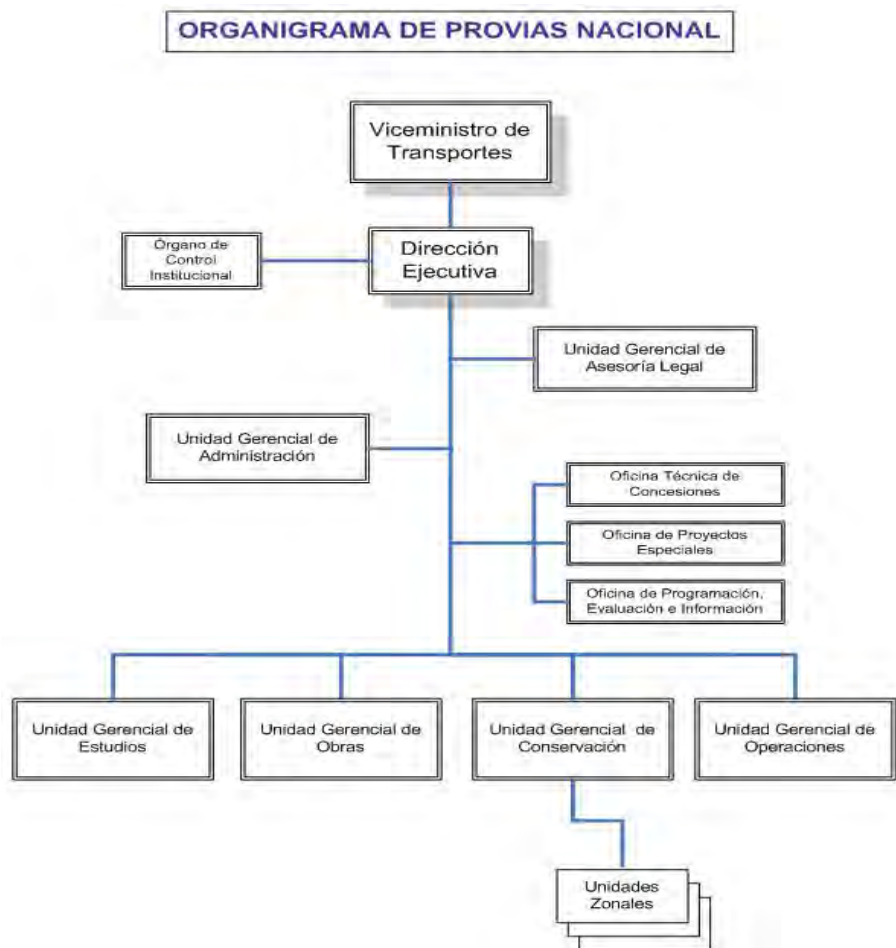 ORGANIGRAMA DE PROVIAS NACIONAL
Viceministro de
Transportes
Órgano de
Control
Institucional
Dirección
Ejecutiva
Unidad Gerencial de
Asesoría Legal
Unidad Gerencial de
Administración
Oficina Técnica de
Concesiones
Oficina de Proyectos
Especiales
Oficina de Programación,
Evaluación e Información
Unidad Gerencial de
Estudios
Unidad Gerencial de
Obras
Unidad Gerencial de
Conservación
Unidad Gerencial de
Operaciones
Unidades
Zonales